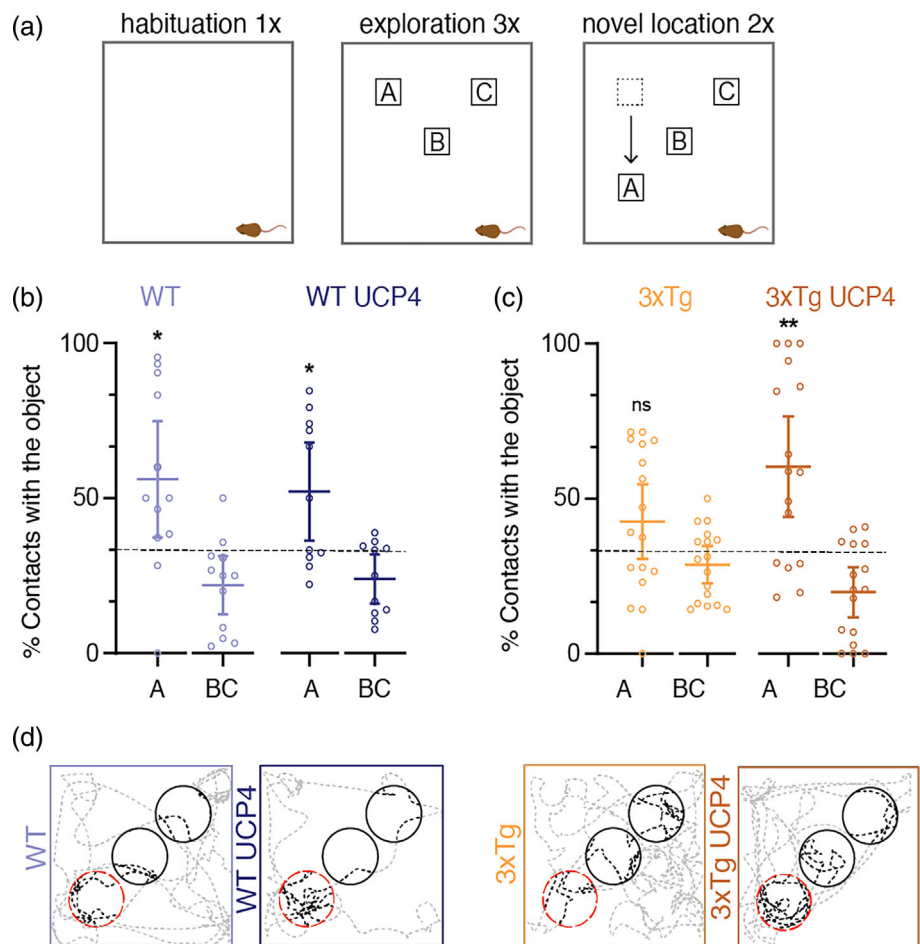 (a)
habituation 1x
exploration 3x
novel location 2x
A
C
B
C
B
A
(b)
WT
WT UCP4
% Contacts with the object
100
50
0
*
*
A
BC
A
BC
(c)
3xTg
3xTg UCP4
% Contacts with the object
100
50
0
ns
**
A
BC
A
BC
(d)
WT
WT UCP4
3xTg
3xTg UCP4